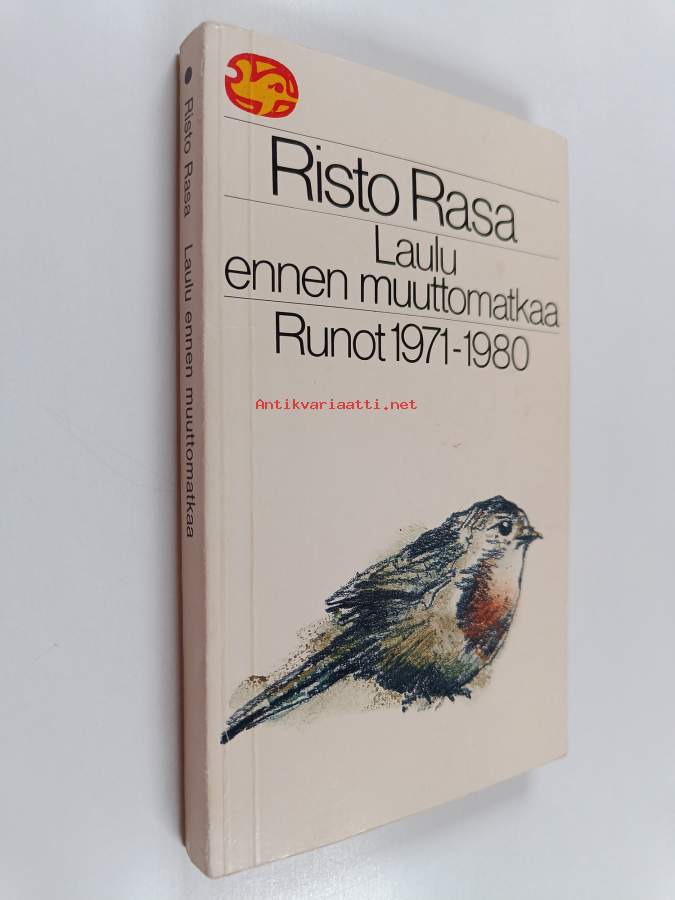 Risto Rasa
Laulu
ennen muuttomatkaa
Runot 1971-1980
Antikvariaatti.net
Risto Rasa Laulu ennen muuttomatkaa